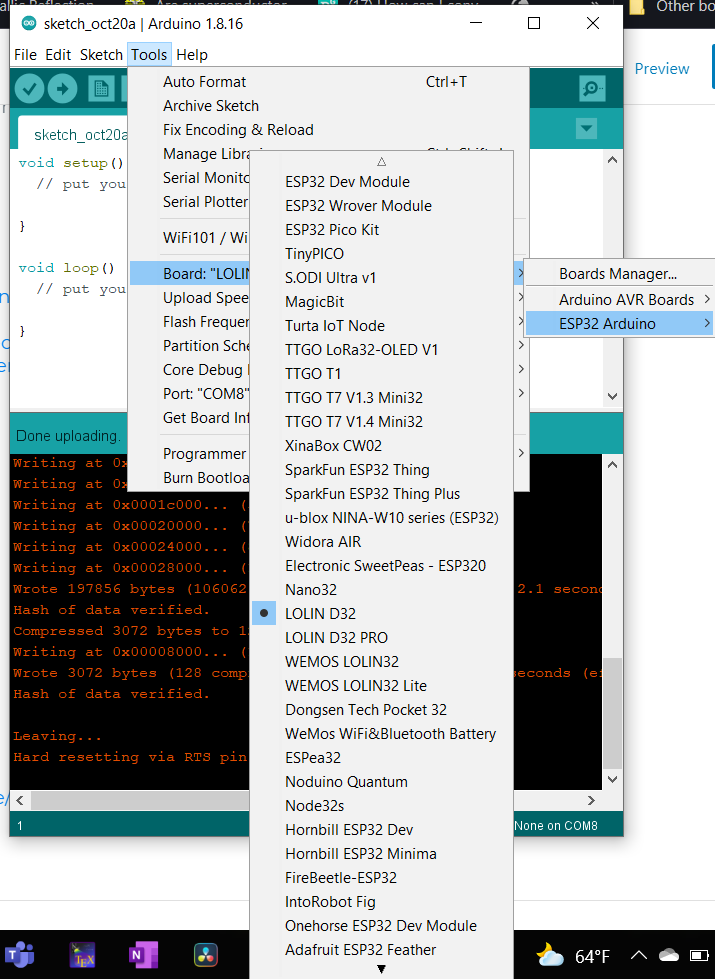 sketch_oct20a | Arduino 1.8.16
Other bo
File Edit Sketch Tools Help
Preview
sketch_oct20a
void setup()
// put you
}
void loop()
// put you
}
Auto Format Ctrl+T
Archive Sketch
Fix Encoding & Reload
Manage Libra
Serial Monito
Serial Plotter
WiFi101 / Wi
Board: "LOLIN
Upload Spee
Flash Frequer
Partition Sche
Core Debug
Port: "COM8"
Get Board Inf
Programmer
Burn Bootloa
Boards Manager...
Arduino AVR Boards
ESP32 Arduino
ESP32 Dev Module
ESP32 Wrover Module
ESP32 Pico Kit
TinyPICO
S.ODI Ultra v1
MagicBit
Turta IoT Node
TTGO LoRa32-OLED V1
TTGO T1
TTGO T7 V1.3 Mini32
TTGO T7 V1.4 Mini32
XinaBox CW02
SparkFun ESP32 Thing
SparkFun ESP32 Thing Plus
u-blox NINA-W10 series (ESP32)
Widora AIR
Electronic SweetPeas - ESP320
Nano32
LOLIN D32
LOLIN D32 PRO
WEMOS LOLIN32
WEMOS LOLIN32 Lite
Dongsen Tech Pocket 32
WeMos WiFi&Bluetooth Battery
ESPea32
Noduino Quantum
Node32s
Hornbill ESP32 Dev
Hornbill ESP32 Minima
FireBeetle-ESP32
IntoRobot Fig
Onehorse ESP32 Dev Module
Adafruit ESP32 Feather
Done uploading.
Writing at 0x
Writing at 0x
Writing at 0x0001c000... (
Writing at 0x00020000... (
Writing at 0x00024000... (
Writing at 0x00028000... (
Wrote 197856 bytes (106062 2.1 secon
Hash of data verified.
Compressed 3072 bytes to 1
Writing at 0x00008000... (
Wrote 3072 bytes (128 comp seconds (e
Hash of data verified.
Leaving...
Hard resetting via RTS pin
1 None on COM8
64°F